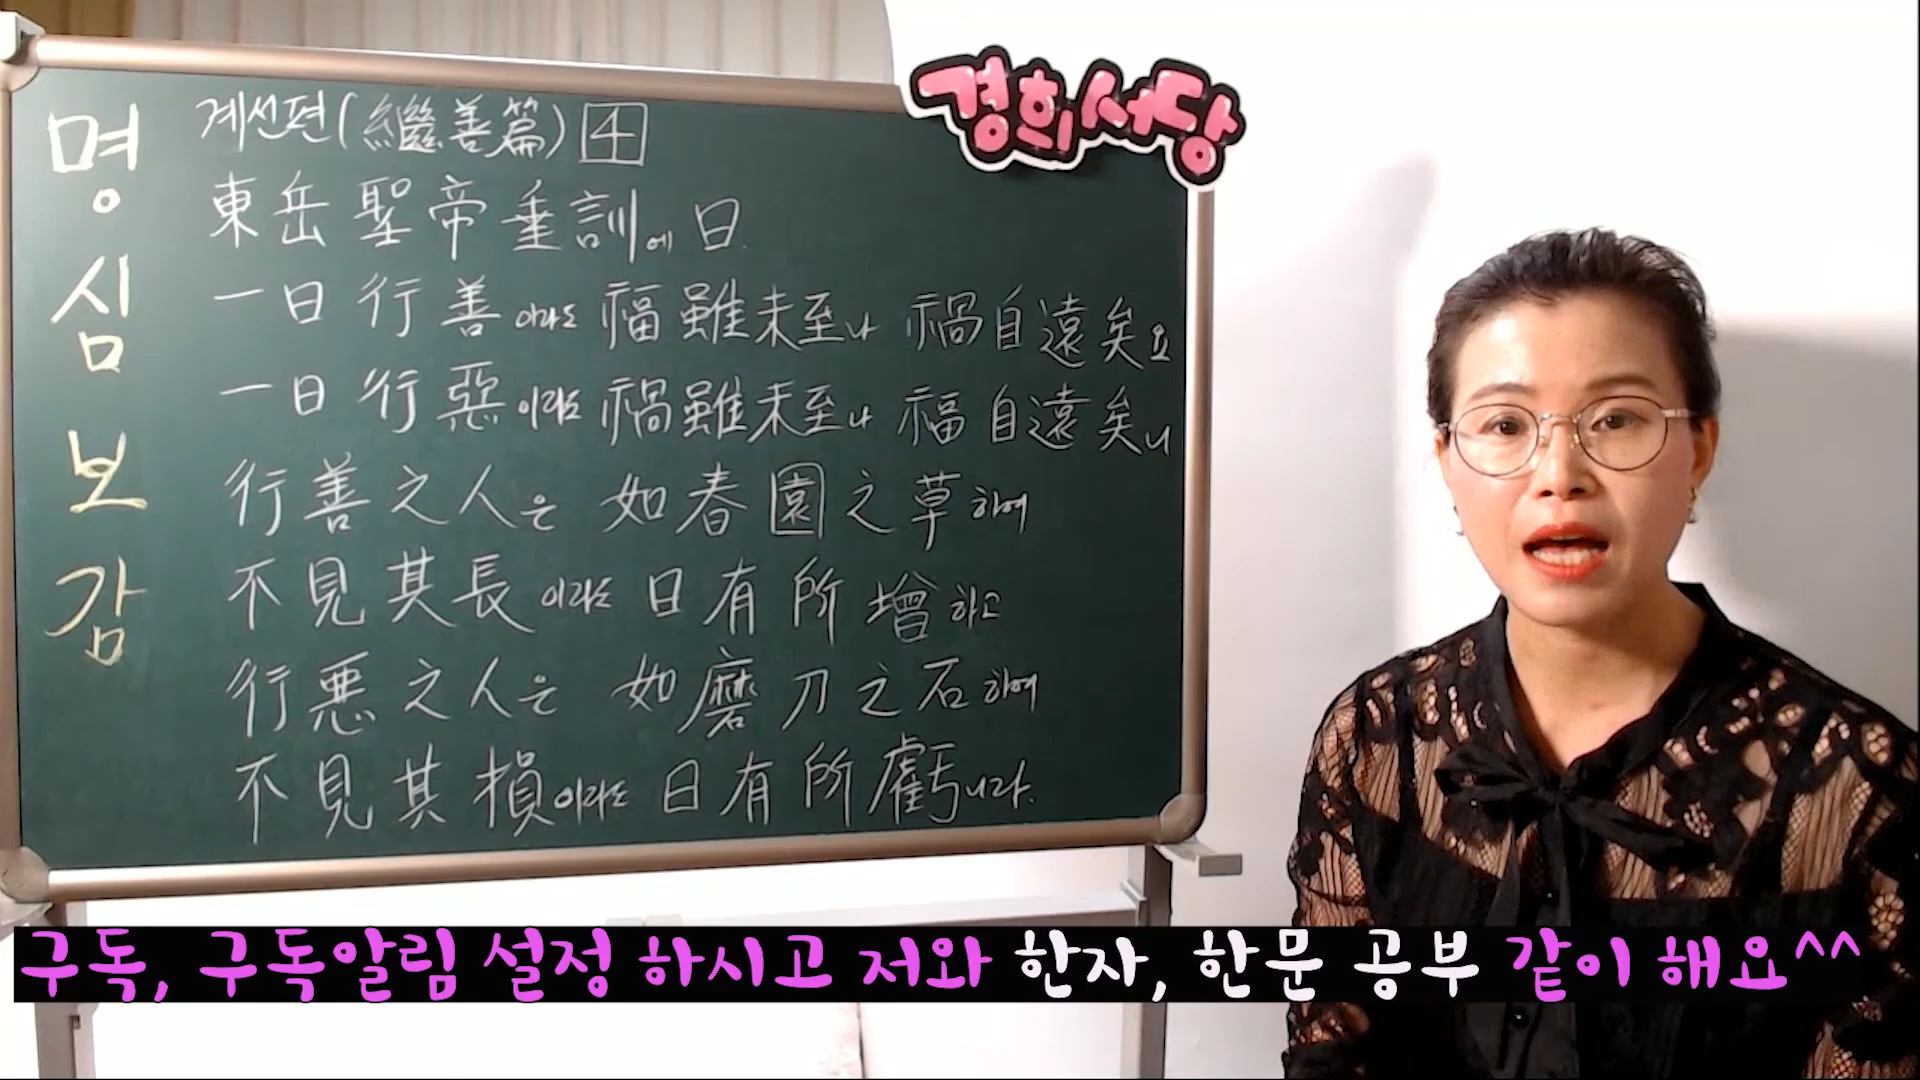 경희서당
명심보감
계선편(繼善篇) 4
東岳聖帝垂訓에 曰
一日行善이라도 福雖未至나 禍自遠矣요
一日行惡이라도 禍雖未至나 福自遠矣니
行善之人은 如春園之草하여
不見其長이라도 日有所增하고
行悪之人은 如磨刀之石하여
不見其損이라도 日有所虧니라.
구독, 구독알림 설정 하시고 저와 한자, 한문 공부 같이 해요^^